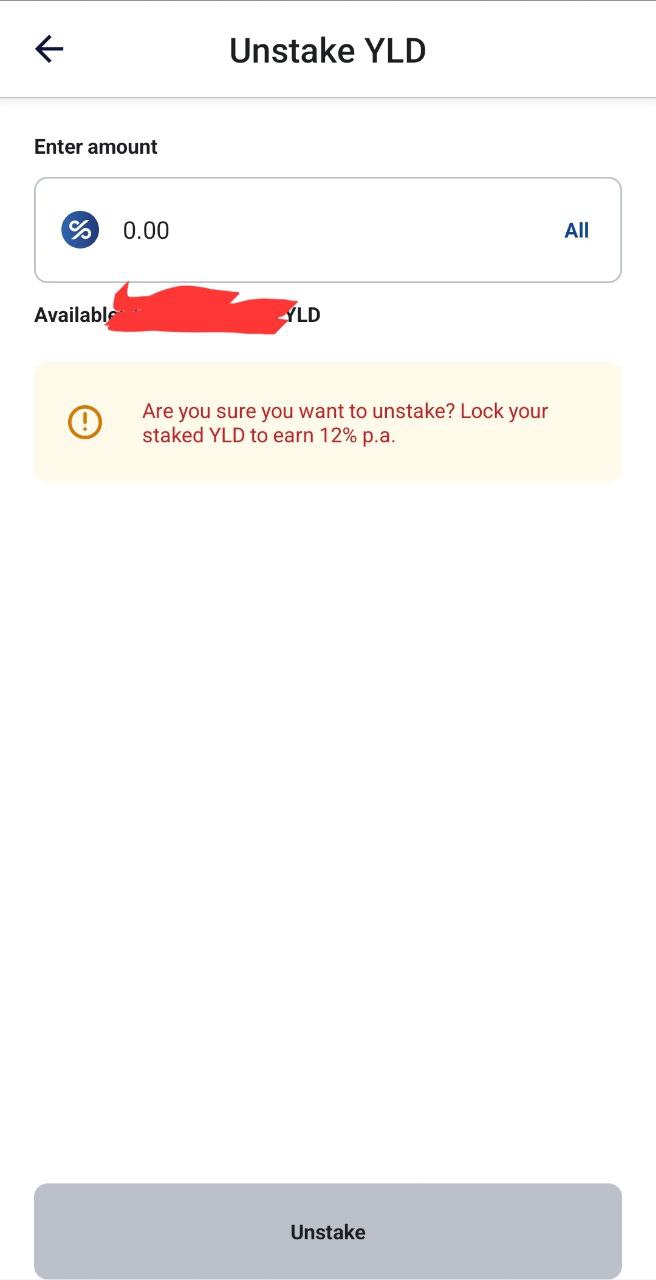 Unstake YLD
Enter amount
0.00 All
Available YLD
Are you sure you want to unstake? Lock your
staked YLD to earn 12% p.a.
Unstake